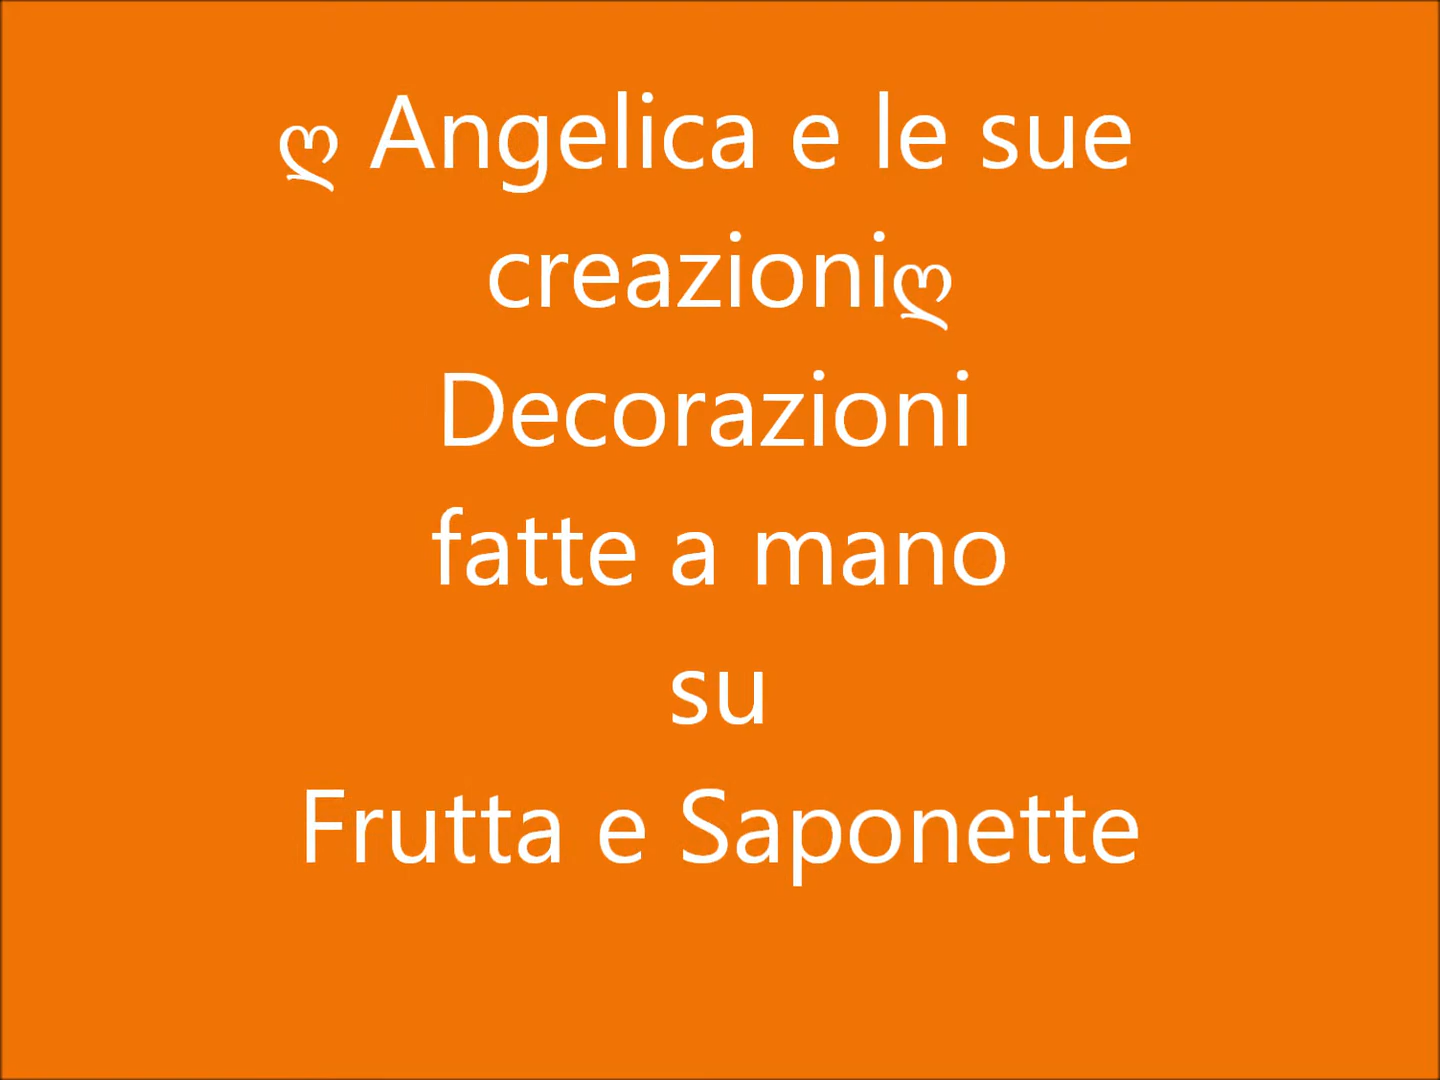 ღ Angelica e le sue
creazioniღ
Decorazioni
fatte a mano
su
Frutta e Saponette